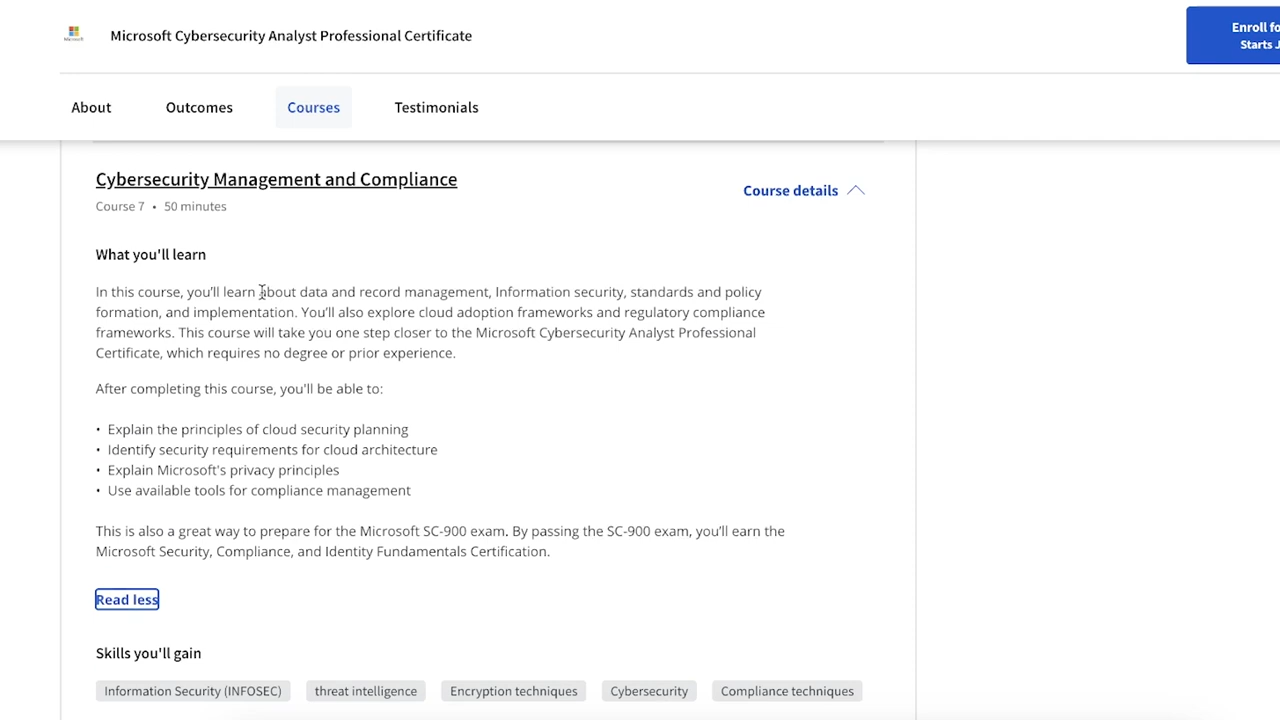 Microsoft
Microsoft Cybersecurity Analyst Professional Certificate
Enroll fo
Starts J
About
Outcomes
Courses
Testimonials
Cybersecurity Management and Compliance
Course details
Course 7 • 50 minutes
What you'll learn
In this course, you'll learn about data and record management, Information security, standards and policy
formation, and implementation. You'll also explore cloud adoption frameworks and regulatory compliance
frameworks. This course will take you one step closer to the Microsoft Cybersecurity Analyst Professional
Certificate, which requires no degree or prior experience.
After completing this course, you'll be able to:
• Explain the principles of cloud security planning
• Identify security requirements for cloud architecture
• Explain Microsoft's privacy principles
• Use available tools for compliance management
This is also a great way to prepare for the Microsoft SC-900 exam. By passing the SC-900 exam, you'll earn the
Microsoft Security, Compliance, and Identity Fundamentals Certification.
Read less
Skills you'll gain
Information Security (INFOSEC)
threat intelligence
Encryption techniques
Cybersecurity
Compliance techniques